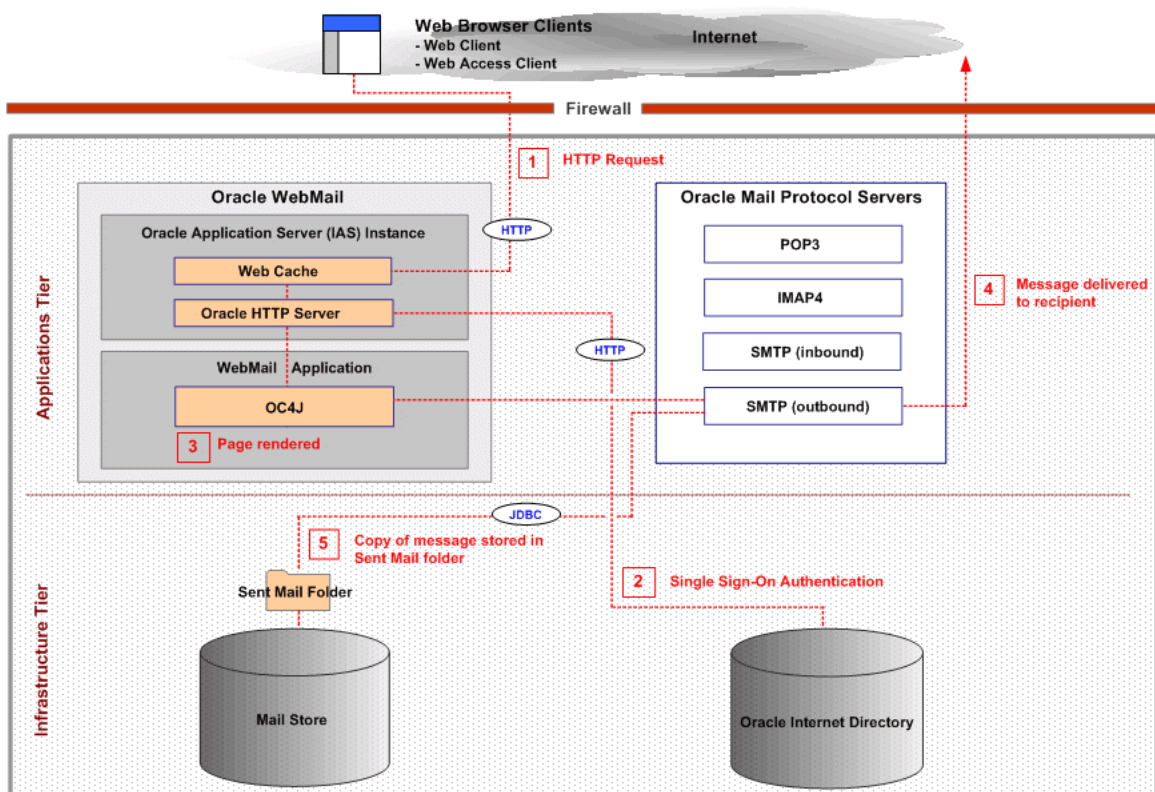 Web Browser Clients
- Web Client
- Web Access Client
Internet
Firewall
1
HTTP Request
Oracle WebMail
Oracle Application Server (IAS) Instance
HTTP
Web Cache
Oracle HTTP Server
WebMail Application
OC4J
3
Page rendered
HTTP
Oracle Mail Protocol Servers
POP3
IMAP4
SMTP (inbound)
SMTP (outbound)
4
Message delivered
to recipient
Applications Tier
JDBC
5
Copy of message stored in
Sent Mail folder
Sent Mail Folder
2
Single Sign-On Authentication
Mail Store
Oracle Internet Directory
Infrastructure Tier